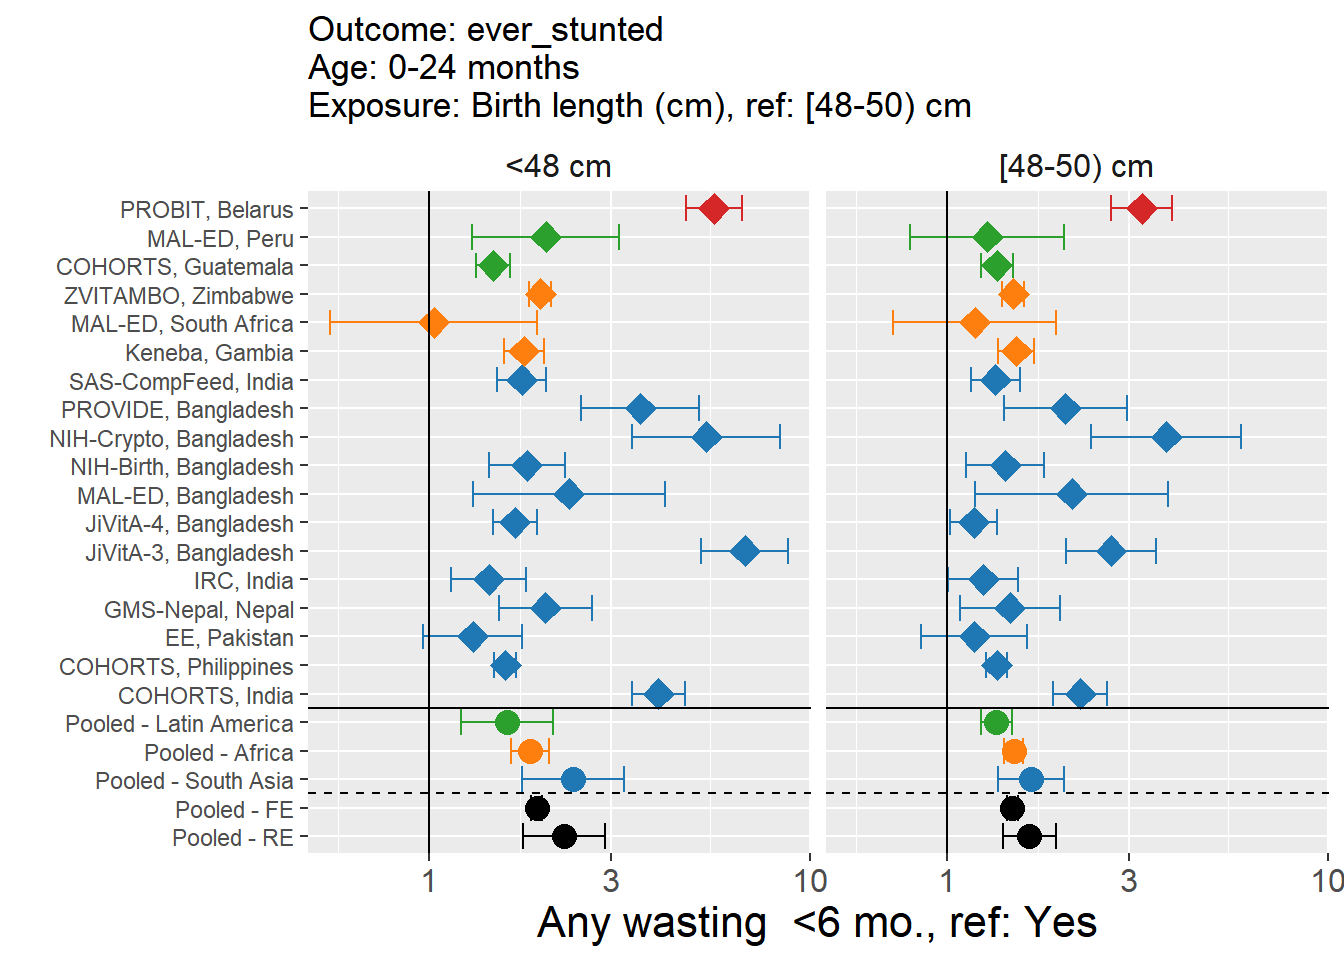 Outcome: ever_stunted
Age: 0-24 months
Exposure: Birth length (cm), ref: [48-50) cm
<48 cm
[48-50) cm
PROBIT, Belarus
MAL-ED, Peru
COHORTS, Guatemala
ZVITAMBO, Zimbabwe
MAL-ED, South Africa
Keneba, Gambia
SAS-CompFeed, India
PROVIDE, Bangladesh
NIH-Crypto, Bangladesh
NIH-Birth, Bangladesh
MAL-ED, Bangladesh
JiVitA-4, Bangladesh
JiVitA-3, Bangladesh
IRC, India
GMS-Nepal, Nepal
EE, Pakistan
COHORTS, Philippines
COHORTS, India
Pooled - Latin America
Pooled - Africa
Pooled - South Asia
Pooled - FE
Pooled - RE
1 3 10 1 3 10
Any wasting  <6 mo., ref: Yes